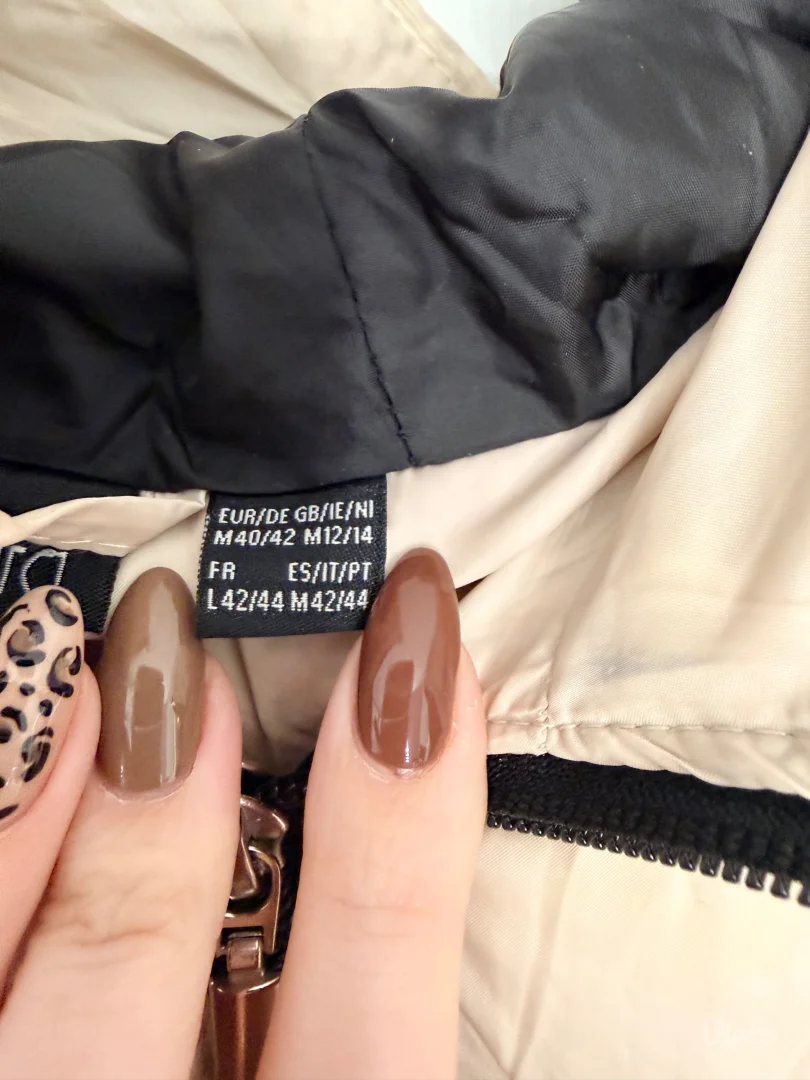 EUR/DE GB/IE/NI
M40/42 M12/14
FR ES/IT/PT
L42/44 M42/44